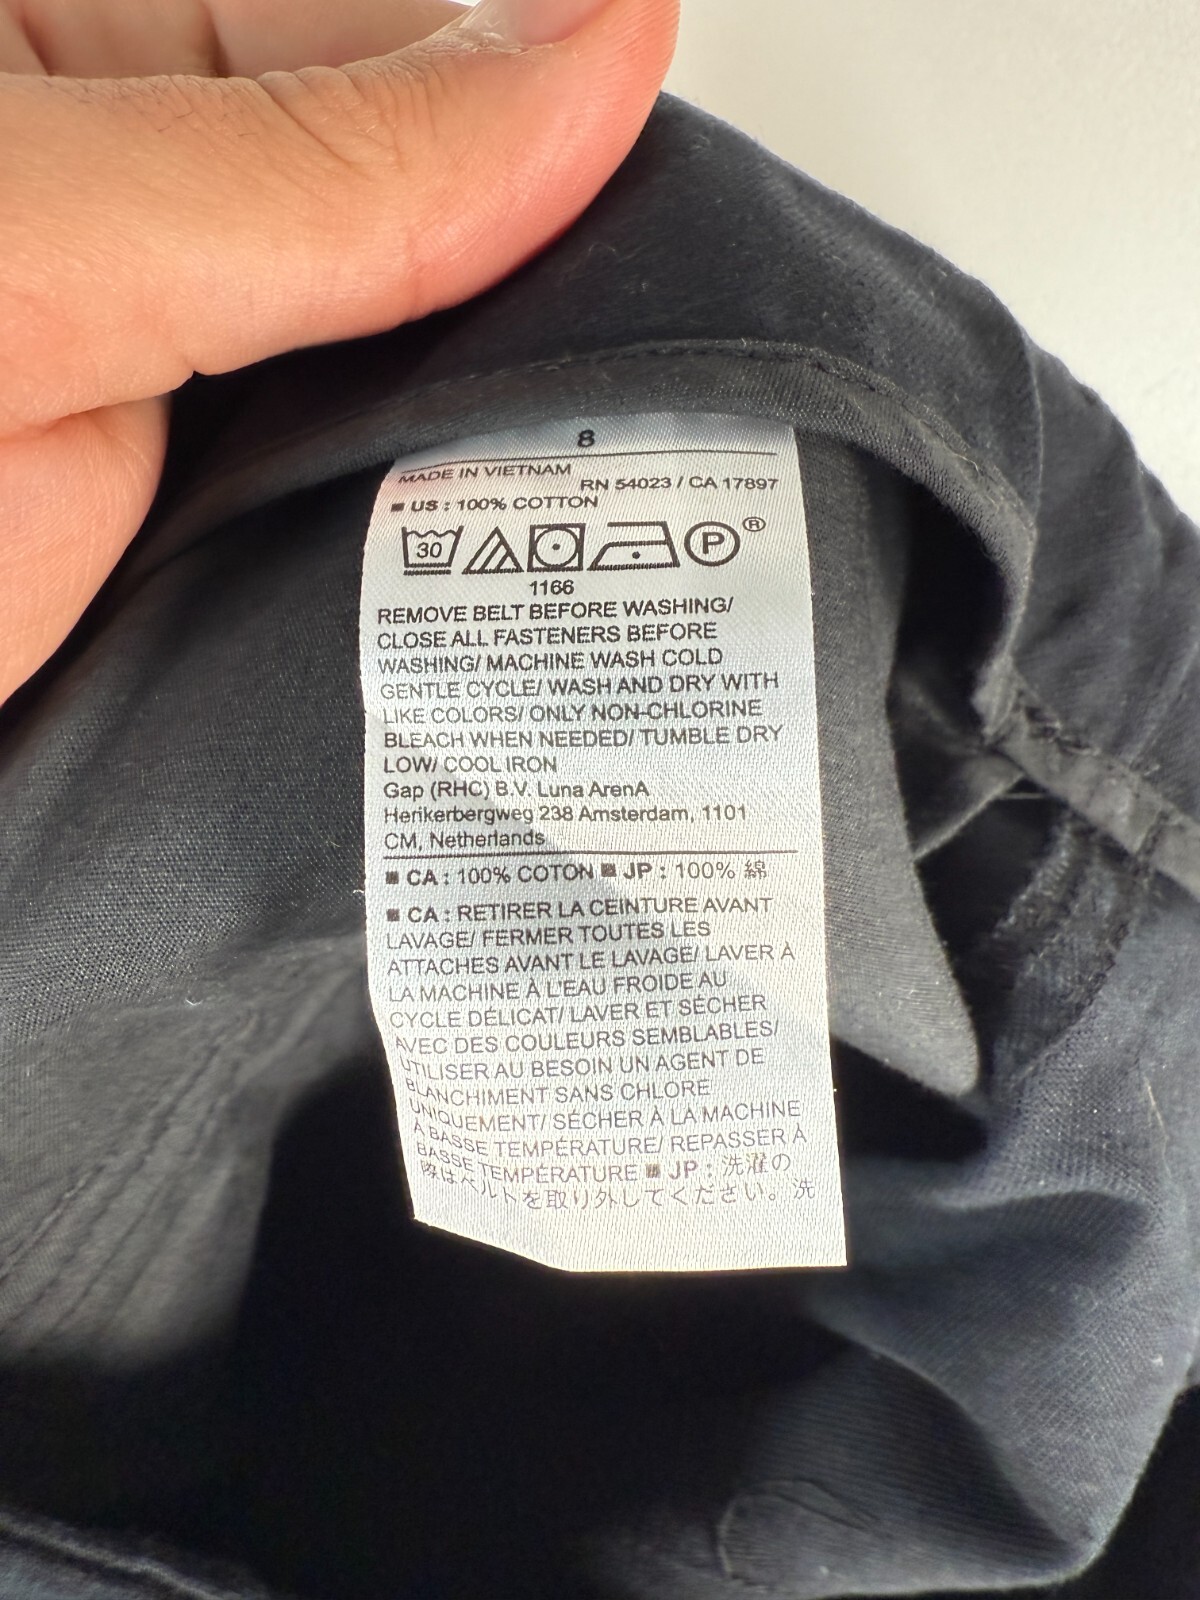 8
MADE IN VIETNAM
RN 54023 / CA 17897
■ US : 100% COTTON
30 P ®
1166
REMOVE BELT BEFORE WASHING/
CLOSE ALL FASTENERS BEFORE
WASHING/ MACHINE WASH COLD
GENTLE CYCLE/ WASH AND DRY WITH
LIKE COLORS/ ONLY NON-CHLORINE
BLEACH WHEN NEEDED/ TUMBLE DRY
LOW/ COOL IRON
Gap (RHC) B.V. Luna ArenA
Herikerbergweg 238 Amsterdam, 1101
CM, Netherlands
■ CA : 100% COTON ■ JP : 100% 綿
■ CA : RETIRER LA CEINTURE AVANT
LAVAGE/ FERMER TOUTES LES
ATTACHES AVANT LE LAVAGE/ LAVER À
LA MACHINE À L'EAU FROIDE AU
CYCLE DÉLICAT/ LAVER ET SÉCHER
AVEC DES COULEURS SEMBLABLES/
UTILISER AU BESOIN UN AGENT DE
BLANCHIMENT SANS CHLORE
UNIQUEMENT/ SÉCHER À LA MACHINE
À BASSE TEMPÉRATURE/ REPASSER À
BASSE TEMPÉRATURE ■ JP : 洗濯の
際はベルトを取り外してください。洗